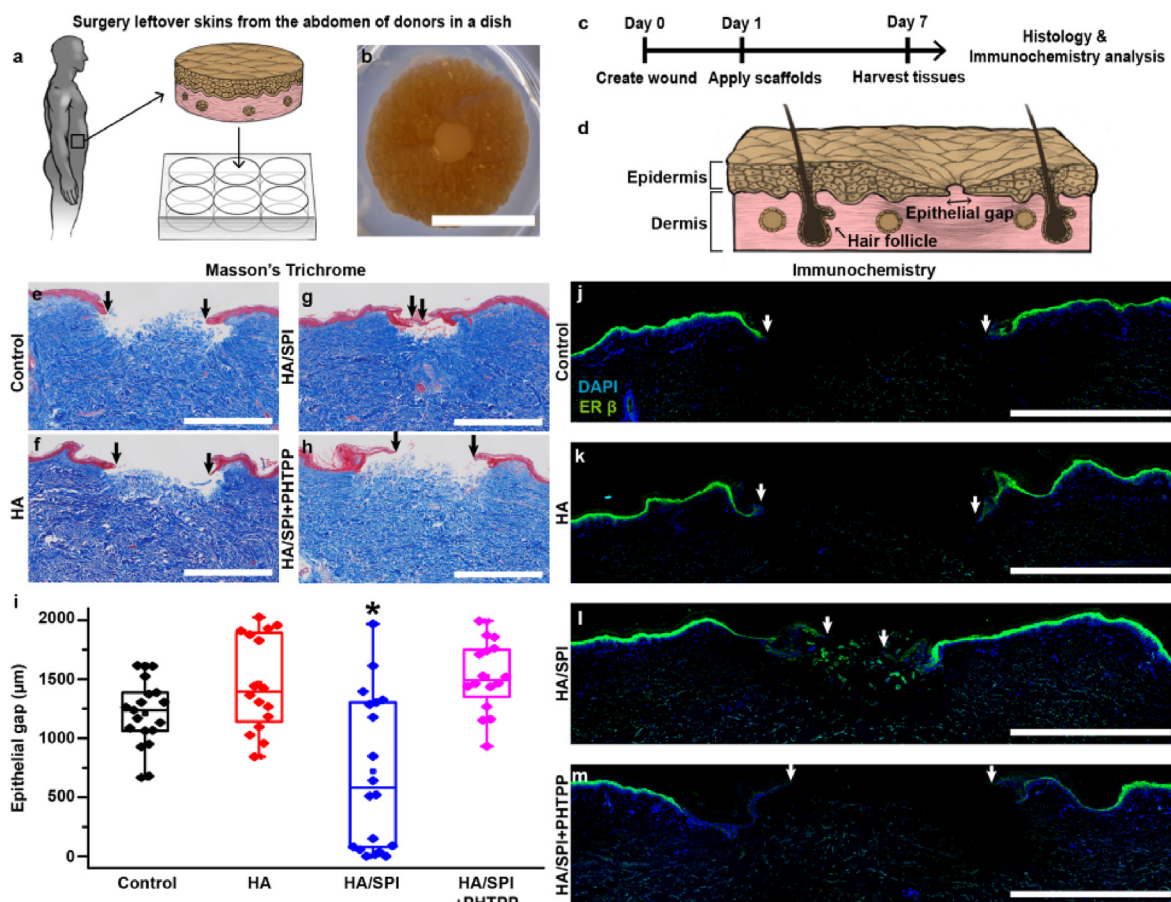 Surgery leftover skins from the abdomen of donors in a dish
a
b
c
Day 0
Day 1
Day 7
Create wound
Apply scaffolds
Harvest tissues
Histology &
Immunochemistry analysis
d
Epidermis
Dermis
Epithelial gap
Hair follicle
Masson's Trichrome
Immunochemistry
e
Control
g
HA/SPI
f
HA
h
HA/SPI+PHTPP
i
*
Epithelial gap (µm)
2000
1500
1000
500
0
Control
HA
HA/SPI
HA/SPI
+PHTPP
j
Control
DAPI
ER β
k
HA
l
HA/SPI
m
HA/SPI+PHTPP